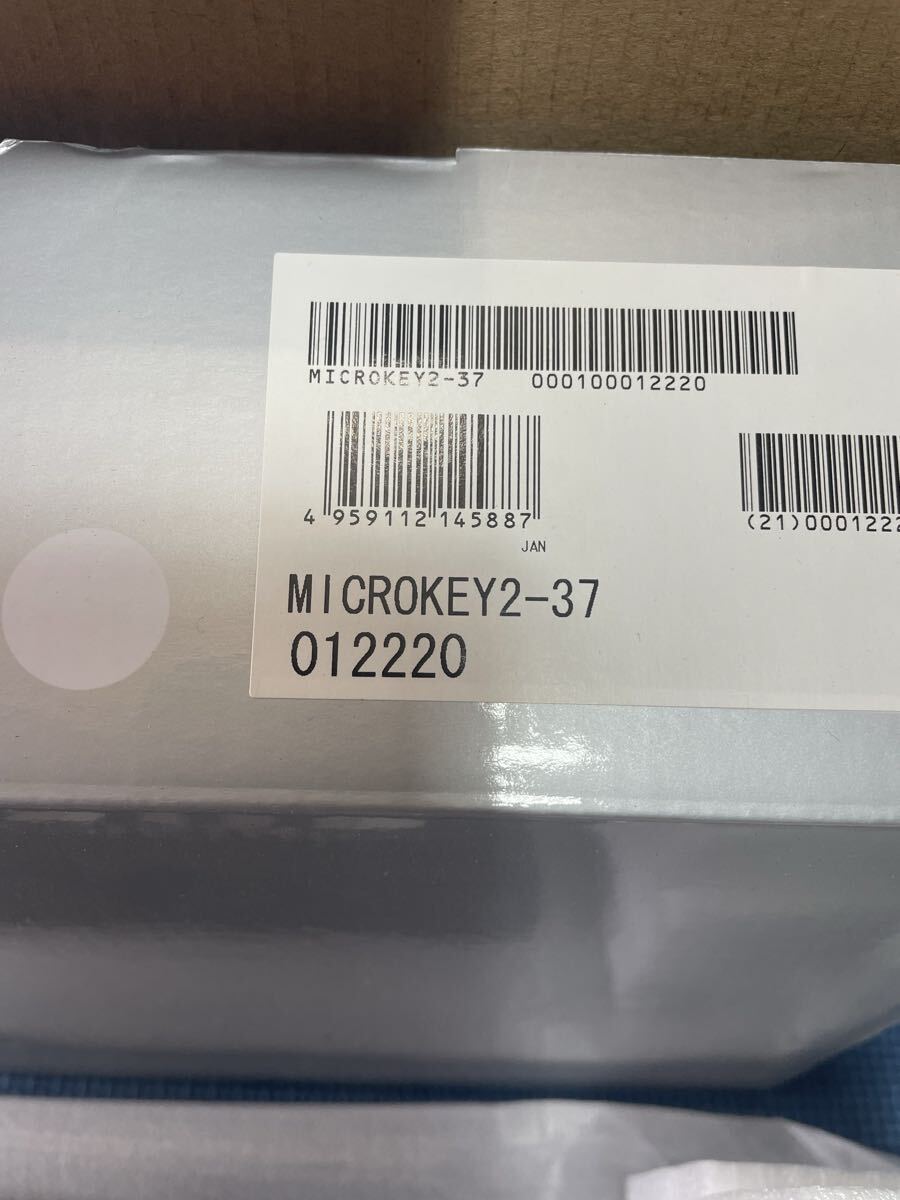 MICROKEY2-37 000100012220
4 959112 145887
JAN
(21)0001222
MICROKEY2-37
012220